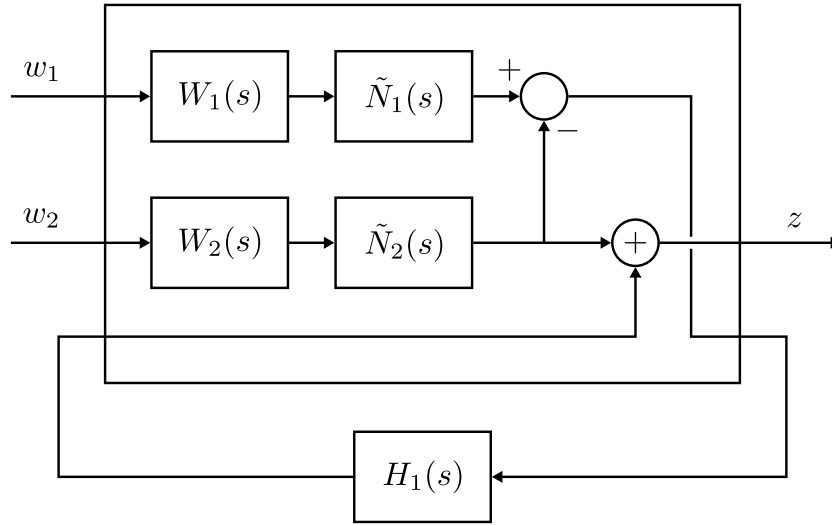 w₁
W₁(s)
Ñ₁(s)
+
−
w₂
W₂(s)
Ñ₂(s)
+
z
H₁(s)